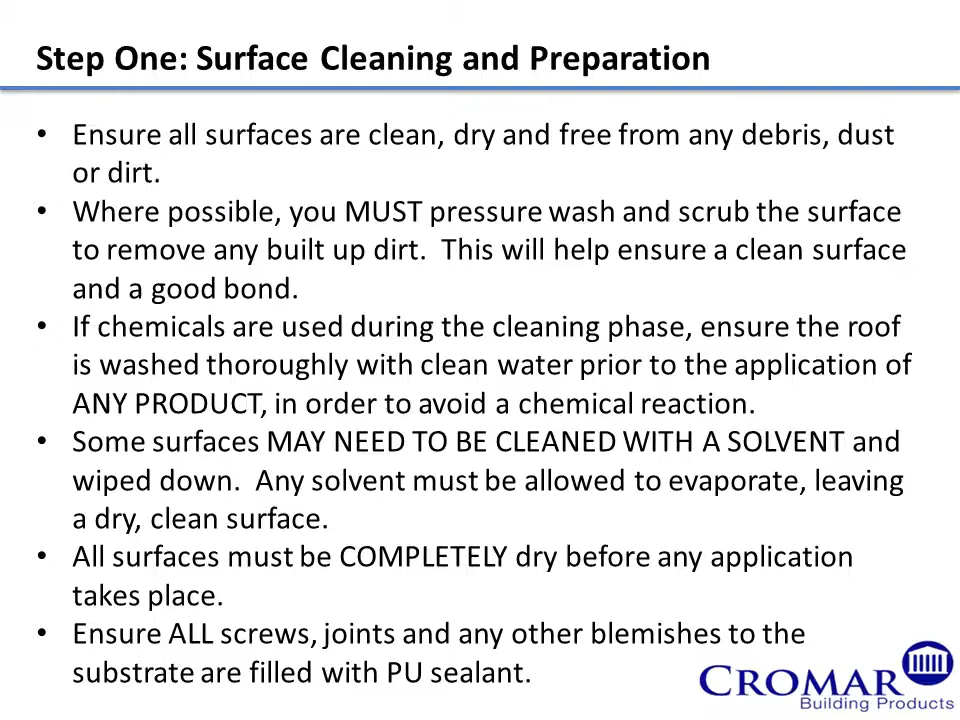 Step One: Surface Cleaning and Preparation
• Ensure all surfaces are clean, dry and free from any debris, dust
or dirt.
• Where possible, you MUST pressure wash and scrub the surface
to remove any built up dirt.  This will help ensure a clean surface
and a good bond.
• If chemicals are used during the cleaning phase, ensure the roof
is washed thoroughly with clean water prior to the application of
ANY PRODUCT, in order to avoid a chemical reaction.
• Some surfaces MAY NEED TO BE CLEANED WITH A SOLVENT and
wiped down.  Any solvent must be allowed to evaporate, leaving
a dry, clean surface.
• All surfaces must be COMPLETELY dry before any application
takes place.
• Ensure ALL screws, joints and any other blemishes to the
substrate are filled with PU sealant.
CROMAR
Building Products